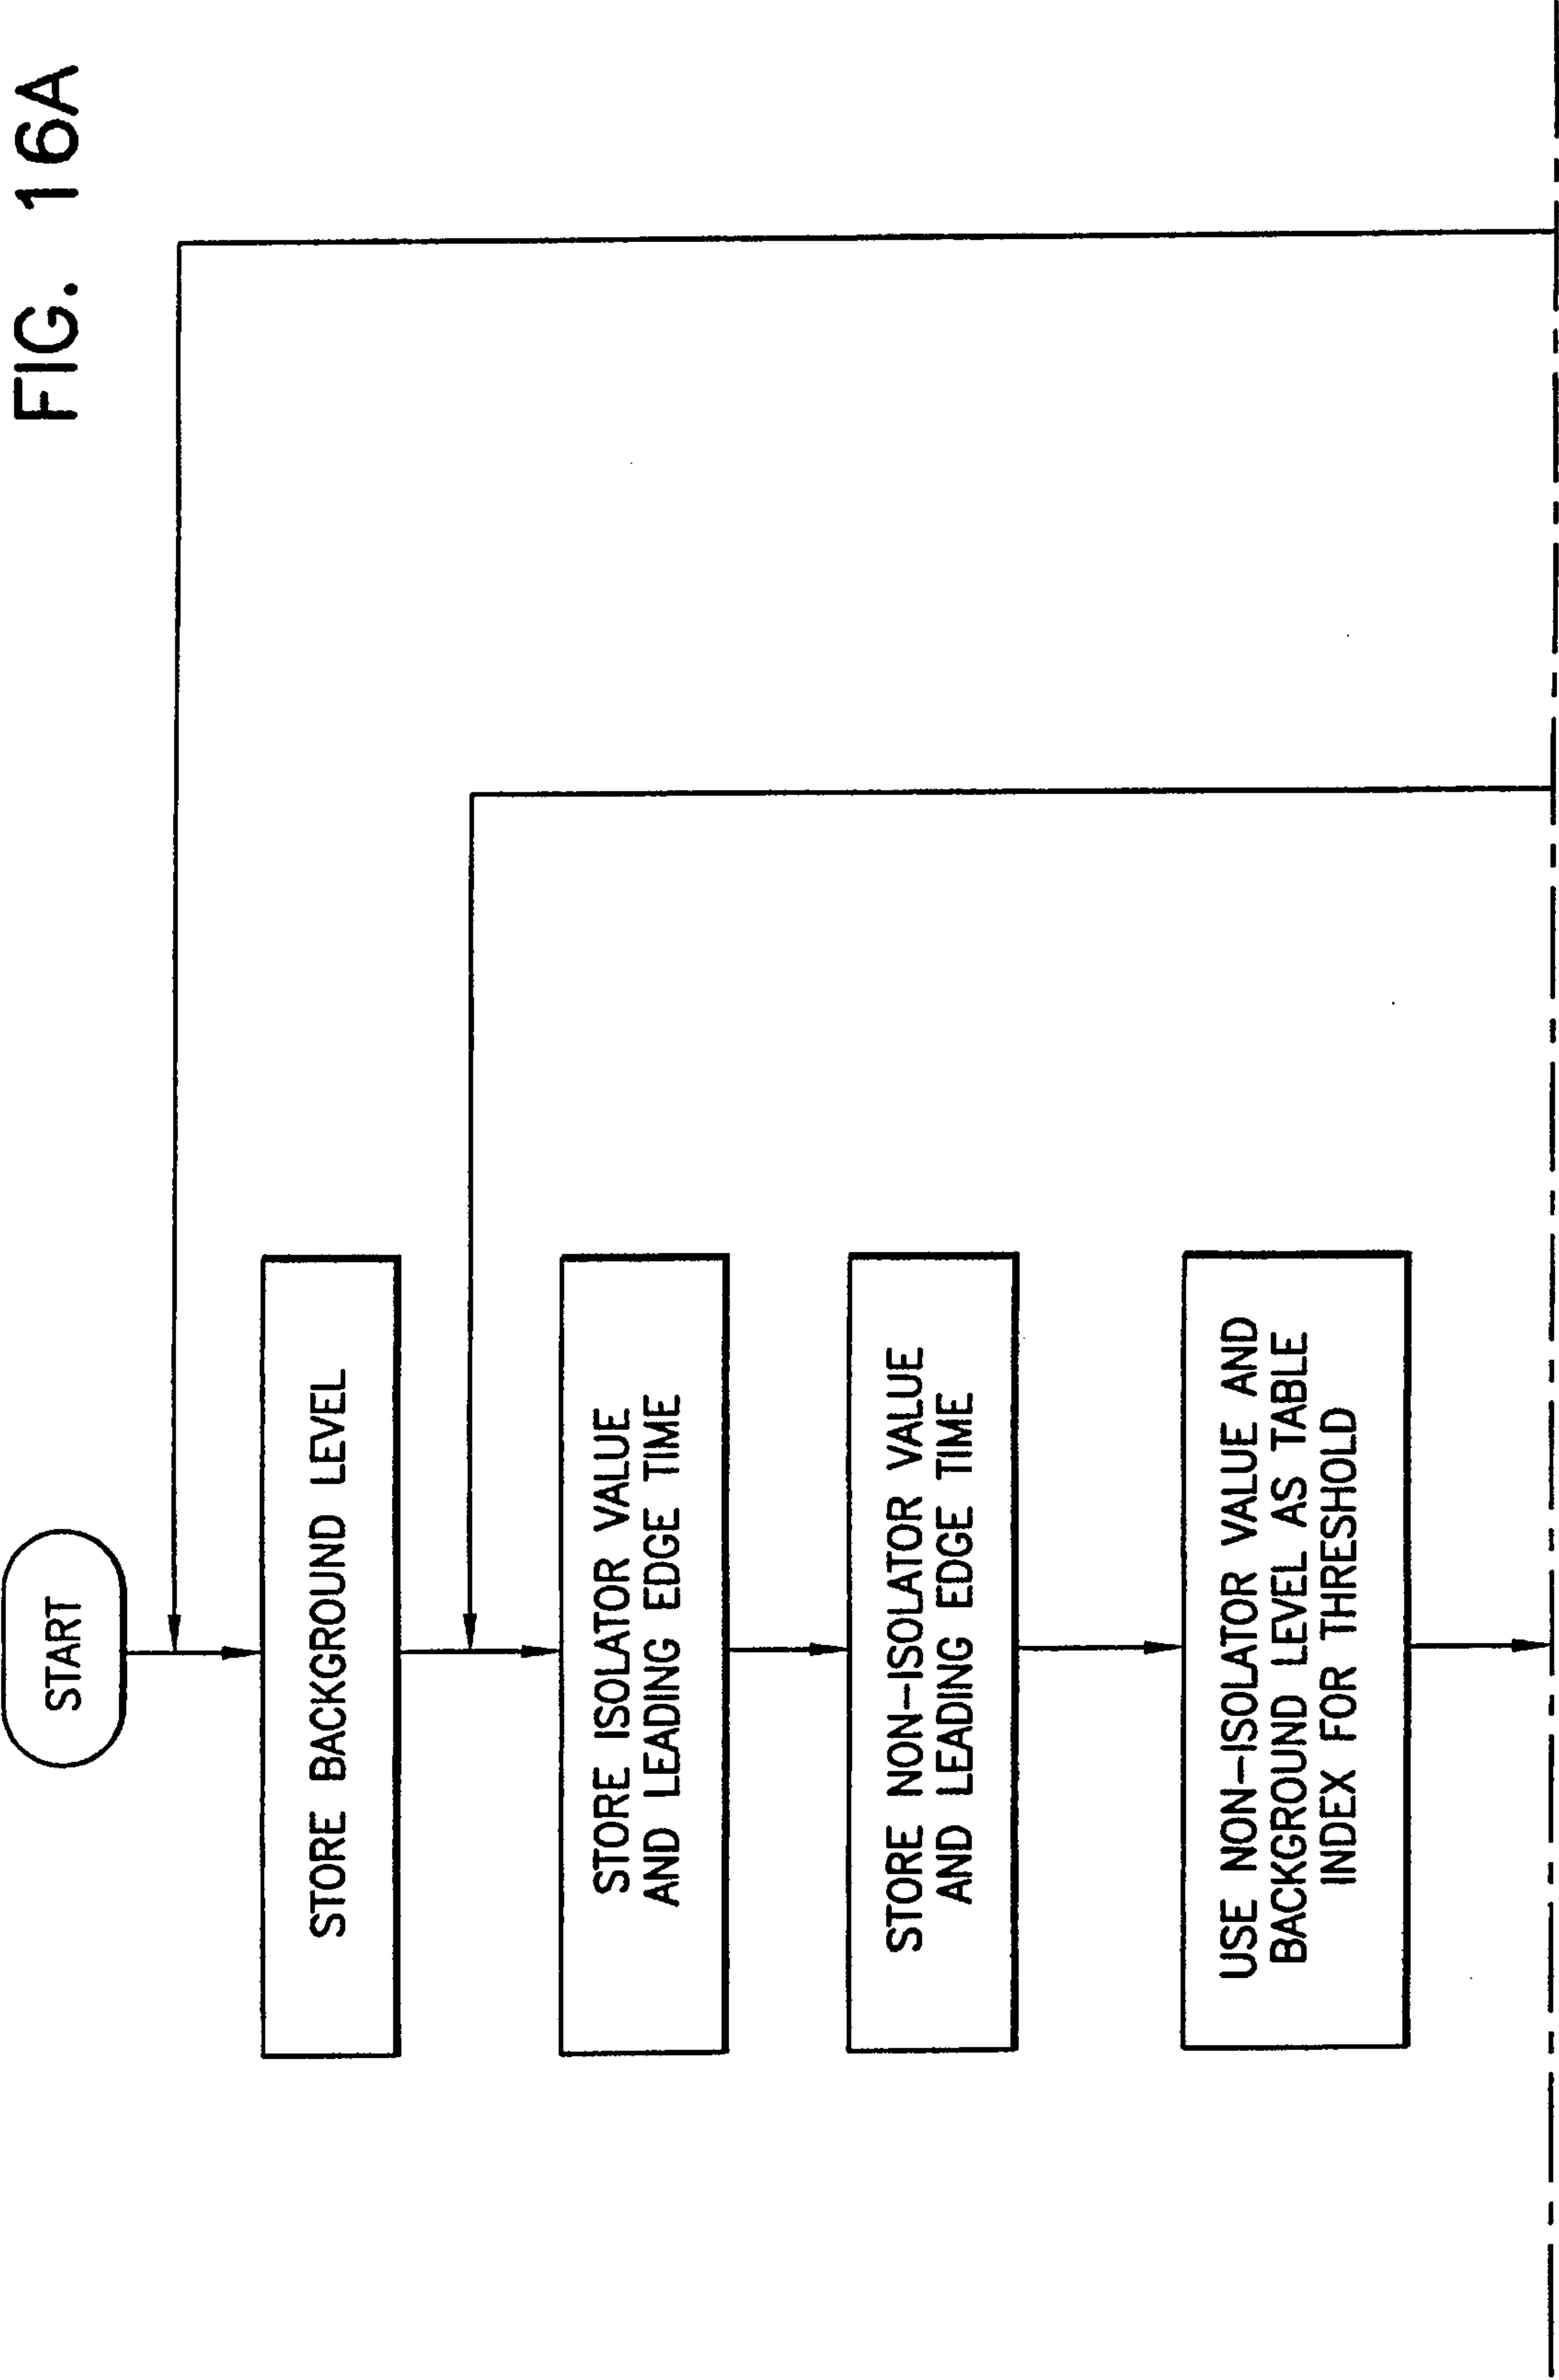 FIG. 16A
START
STORE BACKGROUND LEVEL
STORE ISOLATOR VALUE
AND LEADING EDGE TIME
STORE NON-ISOLATOR VALUE
AND LEADING EDGE TIME
USE NON-ISOLATOR VALUE AND
BACKGROUND LEVEL AS TABLE
INDEX FOR THRESHOLD